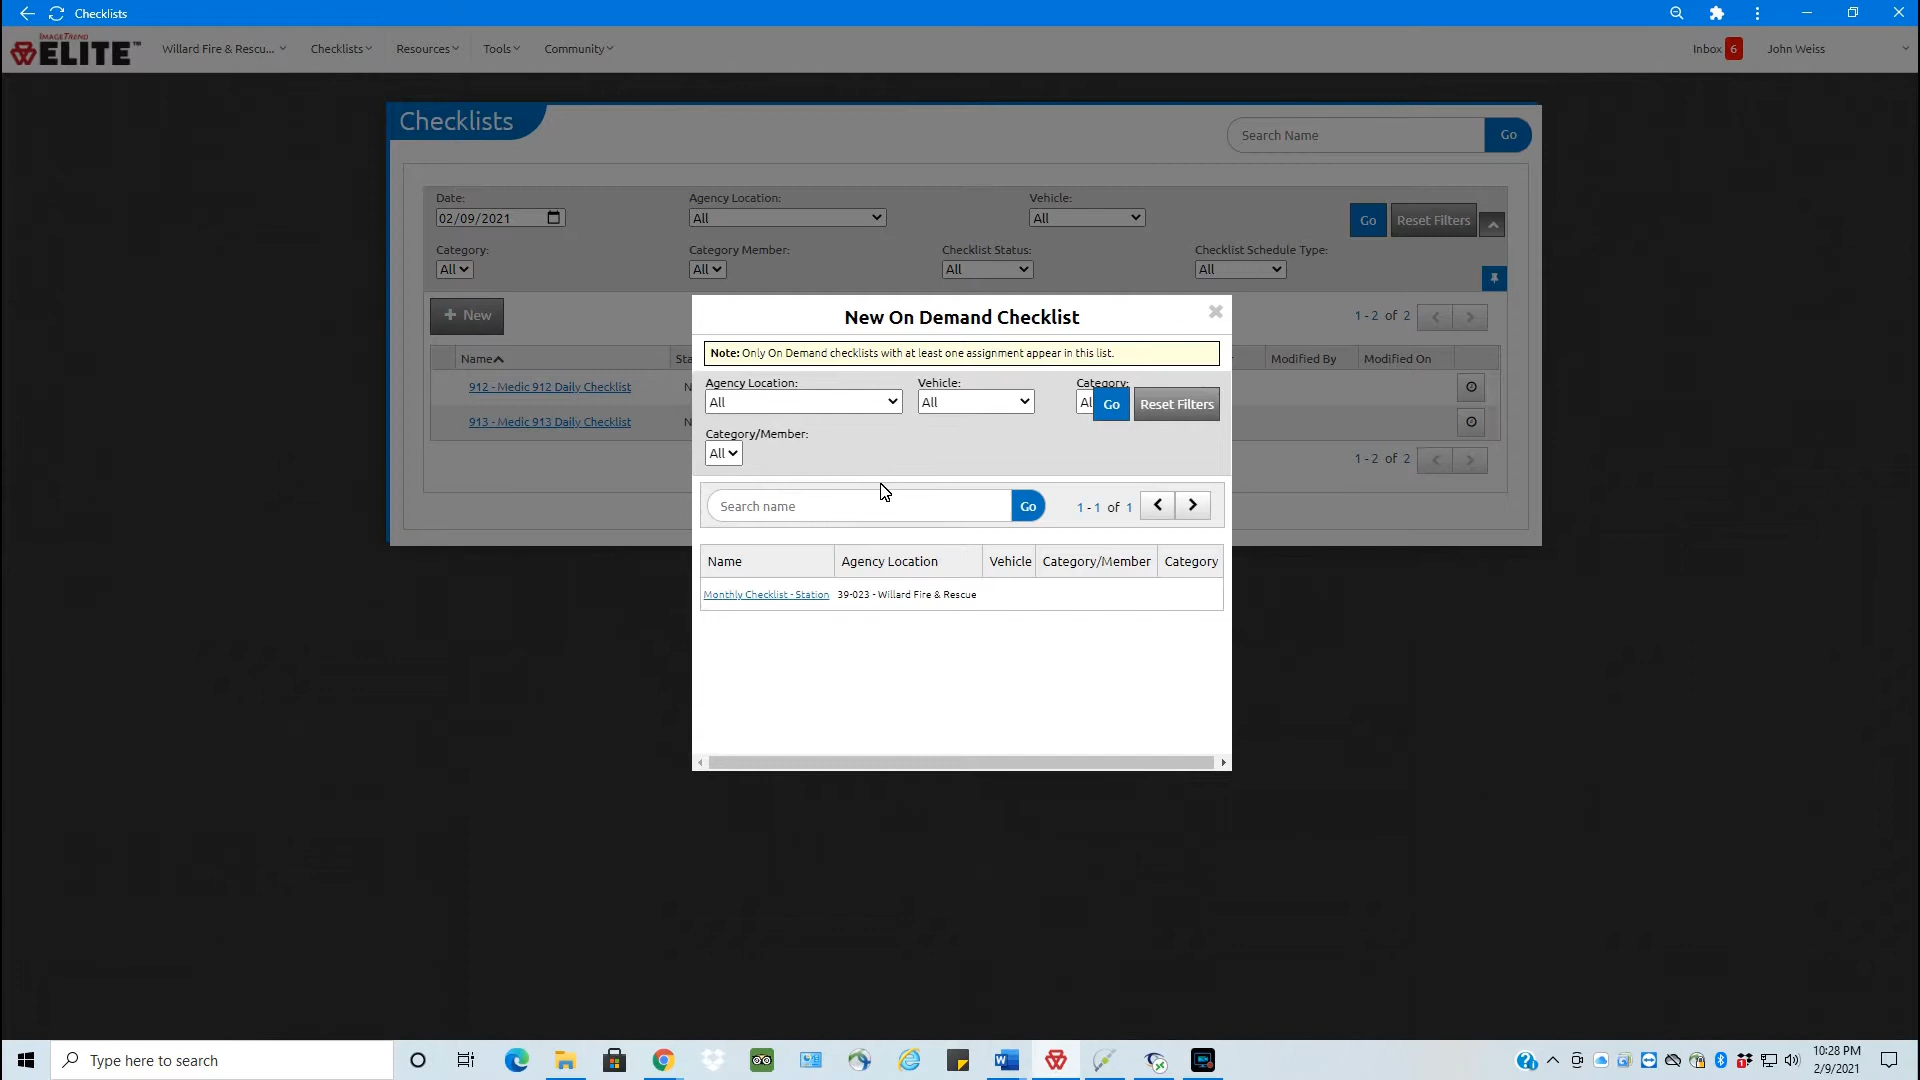 Checklists
IMAGETREND
ELITE™
Willard Fire & Rescu...
Checklists
Resources
Tools
Community
Inbox 6
John Weiss
Checklists
Search Name
Go
Date:
Agency Location:
Vehicle:
02/09/2021
All
All
Go
Reset Filters
Category:
Category Member:
Checklist Status:
Checklist Schedule Type:
All
All
All
All
+ New
1 - 2 of 2
Name
Sta
Modified By
Modified On
912 - Medic 912 Daily Checklist
N
913 - Medic 913 Daily Checklist
N
1 - 2 of 2
New On Demand Checklist
Note: Only On Demand checklists with at least one assignment appear in this list.
Agency Location:
Vehicle:
Category:
All
All
Al
Go
Reset Filters
Category/Member:
All
Search name
Go
1 - 1 of 1
Name
Agency Location
Vehicle
Category/Member
Category
Monthly Checklist - Station
39-023 - Willard Fire & Rescue
Type here to search
10:28 PM
2/9/2021